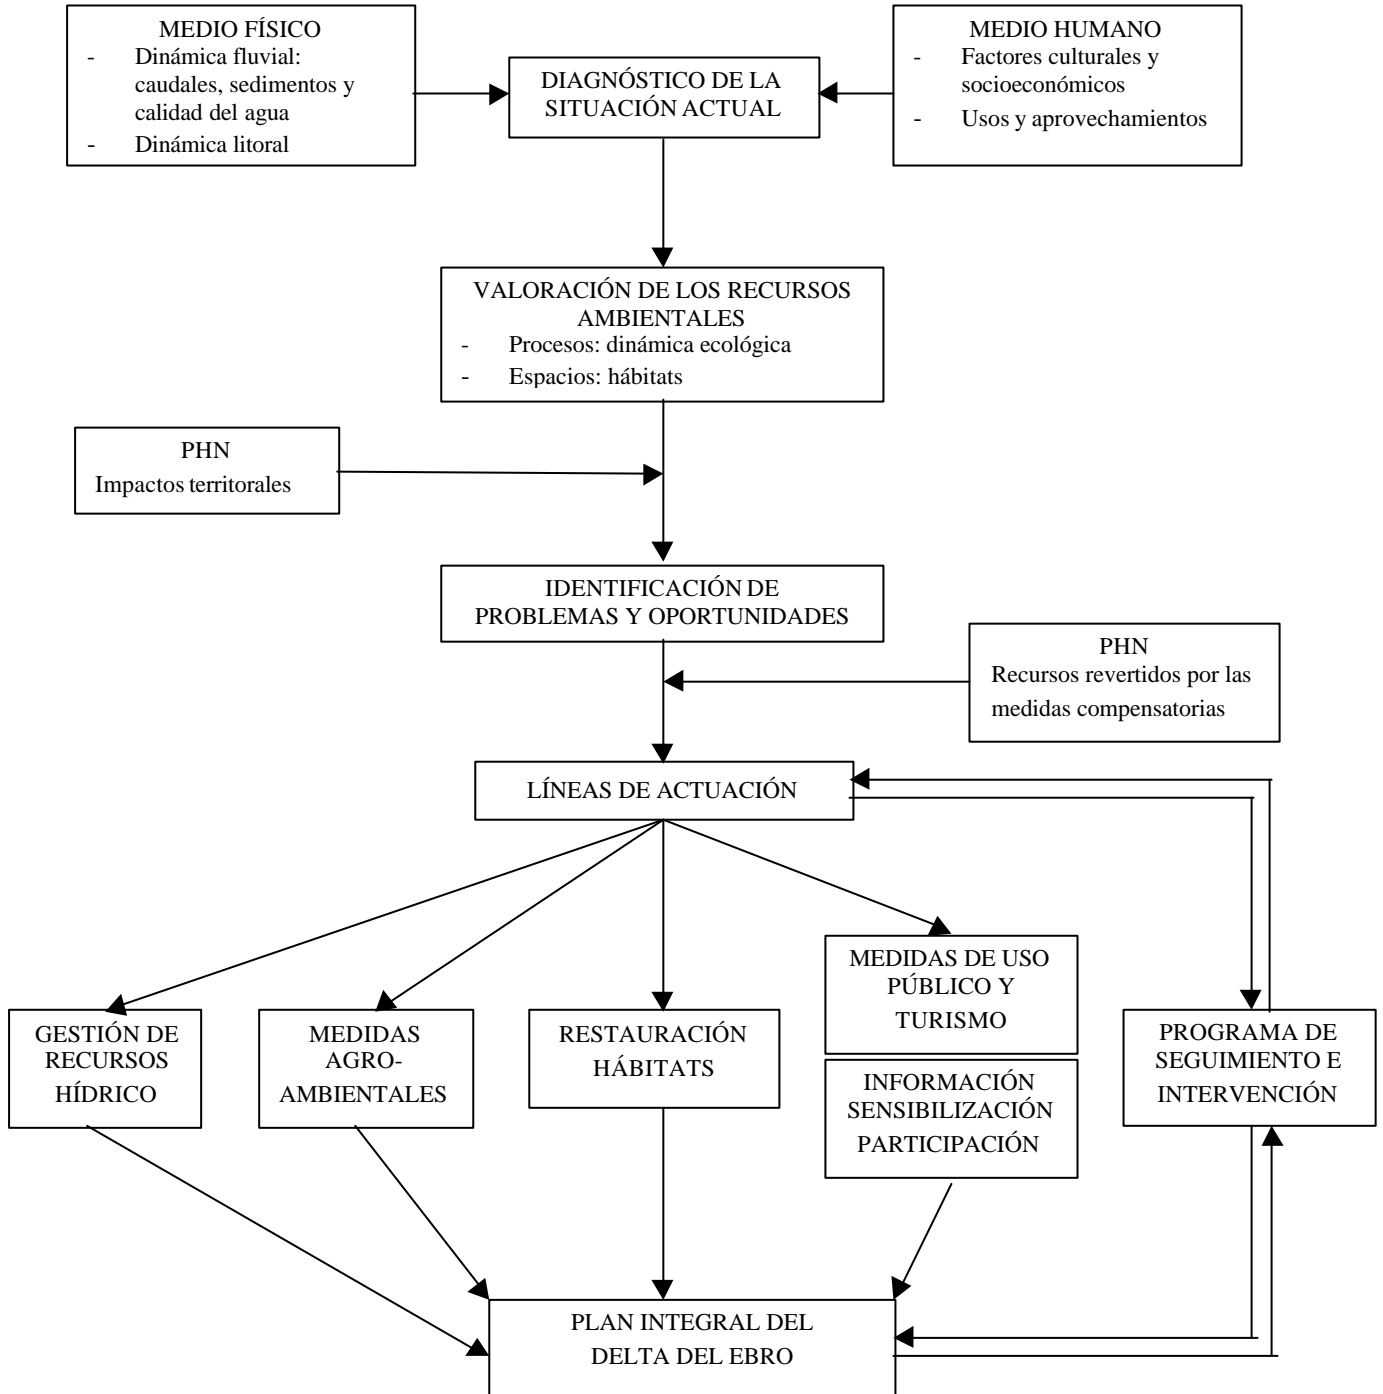 MEDIO FÍSICO
- Dinámica fluvial:
caudales, sedimentos y
calidad del agua
- Dinámica litoral
DIAGNÓSTICO DE LA
SITUACIÓN ACTUAL
MEDIO HUMANO
- Factores culturales y
socioeconómicos
- Usos y aprovechamientos
VALORACIÓN DE LOS RECURSOS
AMBIENTALES
- Procesos: dinámica ecológica
- Espacios: hábitats
PHN
Impactos territorales
IDENTIFICACIÓN DE
PROBLEMAS Y OPORTUNIDADES
PHN
Recursos revertidos por las
medidas compensatorias
LÍNEAS DE ACTUACIÓN
GESTIÓN DE
RECURSOS
HÍDRICO
MEDIDAS
AGRO-
AMBIENTALES
RESTAURACIÓN
HÁBITATS
MEDIDAS DE USO
PÚBLICO Y
TURISMO
INFORMACIÓN
SENSIBILIZACIÓN
PARTICIPACIÓN
PROGRAMA DE
SEGUIMIENTO E
INTERVENCIÓN
PLAN INTEGRAL DEL
DELTA DEL EBRO